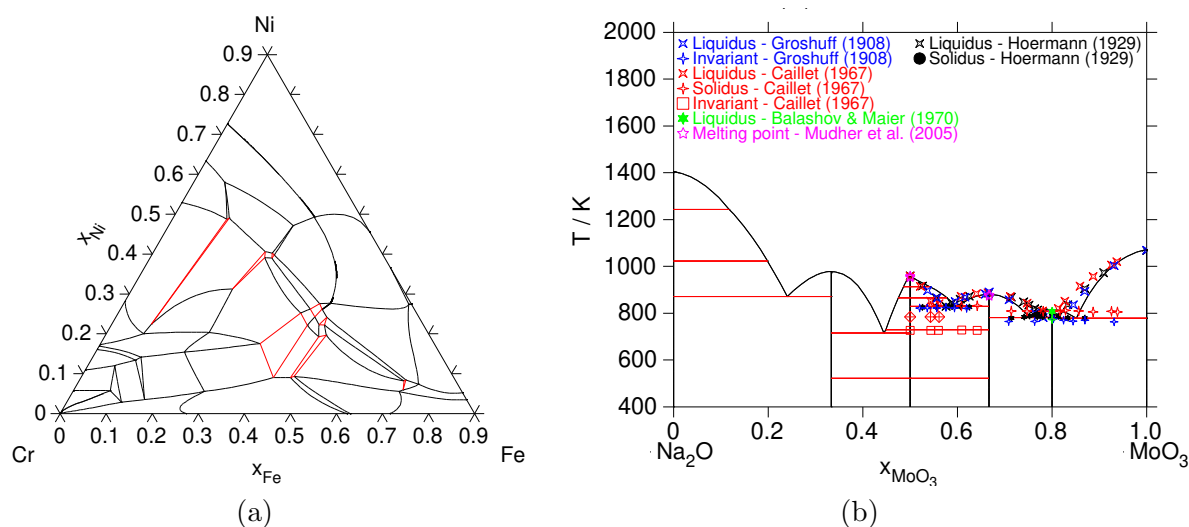 Ni
0.9
0.8
0.7
0.6
0.5
0.4
0.3
0.2
0.1
0
x_Ni
0 0.1 0.2 0.3 0.4 0.5 0.6 0.7 0.8 0.9
Cr
Fe
x_Fe
(a)
2000
1800
1600
1400
1200
1000
800
600
400
T / K
Liquidus - Groshuff (1908)
Invariant - Groshuff (1908)
Liquidus - Caillet (1967)
Solidus - Caillet (1967)
Invariant - Caillet (1967)
Liquidus - Balashov & Maier (1970)
Melting point - Mudher et al. (2005)
Liquidus - Hoermann (1929)
Solidus - Hoermann (1929)
0 0.2 0.4 0.6 0.8 1.0
Na₂O
x_MoO₃
MoO₃
(b)